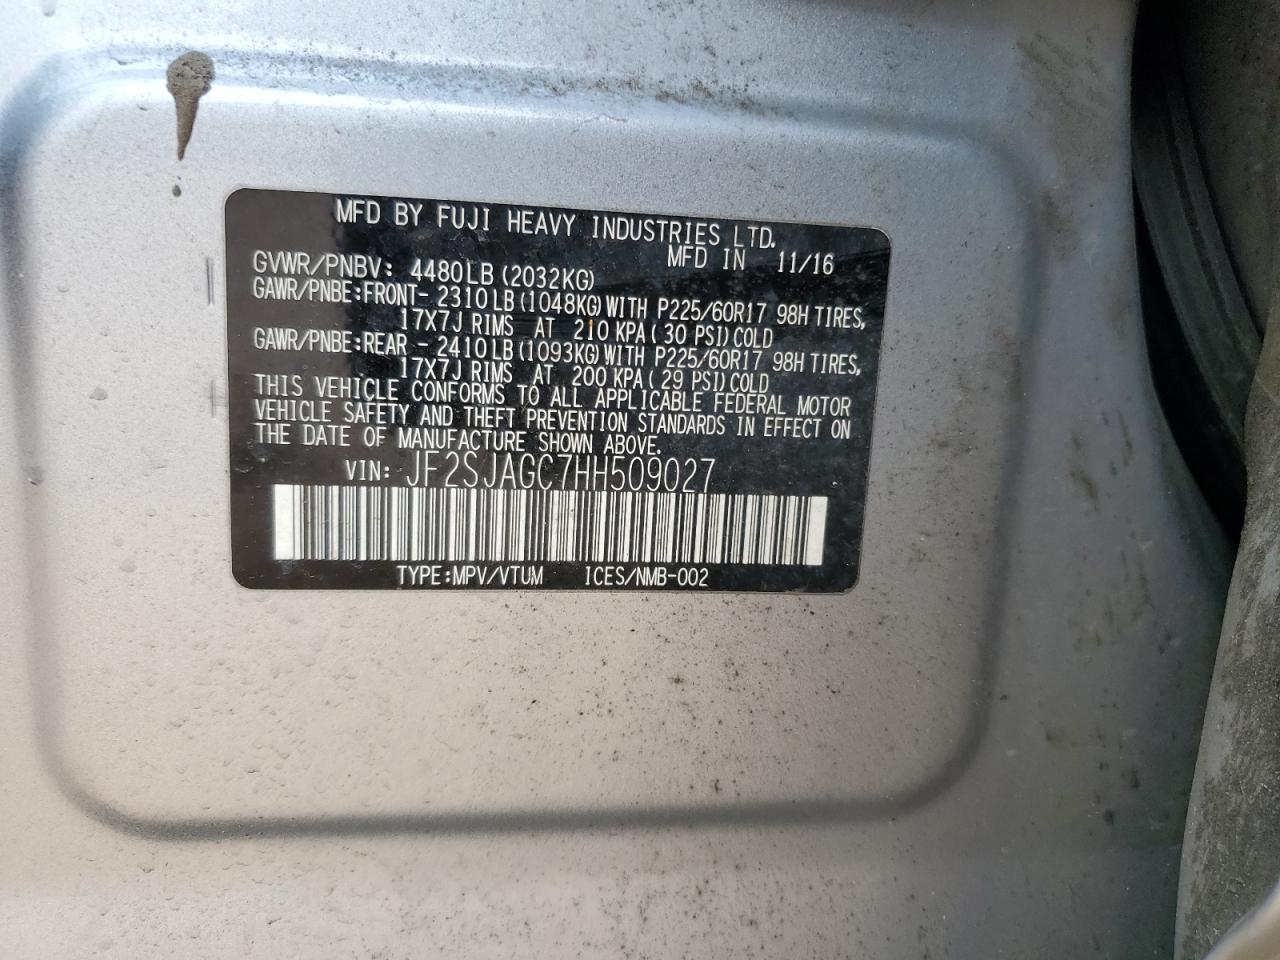 MFD BY FUJI HEAVY INDUSTRIES LTD.
MFD IN 11/16
GVWR/PNBV: 4480LB (2032KG)
GAWR/PNBE:FRONT- 2310LB (1048KG) WITH P225/60R17 98H TIRES,
17X7J RIMS AT 210 KPA ( 30 PSI) COLD
GAWR/PNBE:REAR - 2410LB (1093KG) WITH P225/60R17 98H TIRES,
17X7J RIMS AT 200 KPA ( 29 PSI) COLD
THIS VEHICLE CONFORMS TO ALL APPLICABLE FEDERAL MOTOR
VEHICLE SAFETY AND THEFT PREVENTION STANDARDS IN EFFECT ON
THE DATE OF MANUFACTURE SHOWN ABOVE.
VIN: JF2SJAGC7HH509027
TYPE:MPV/VTUM ICES/NMB-002